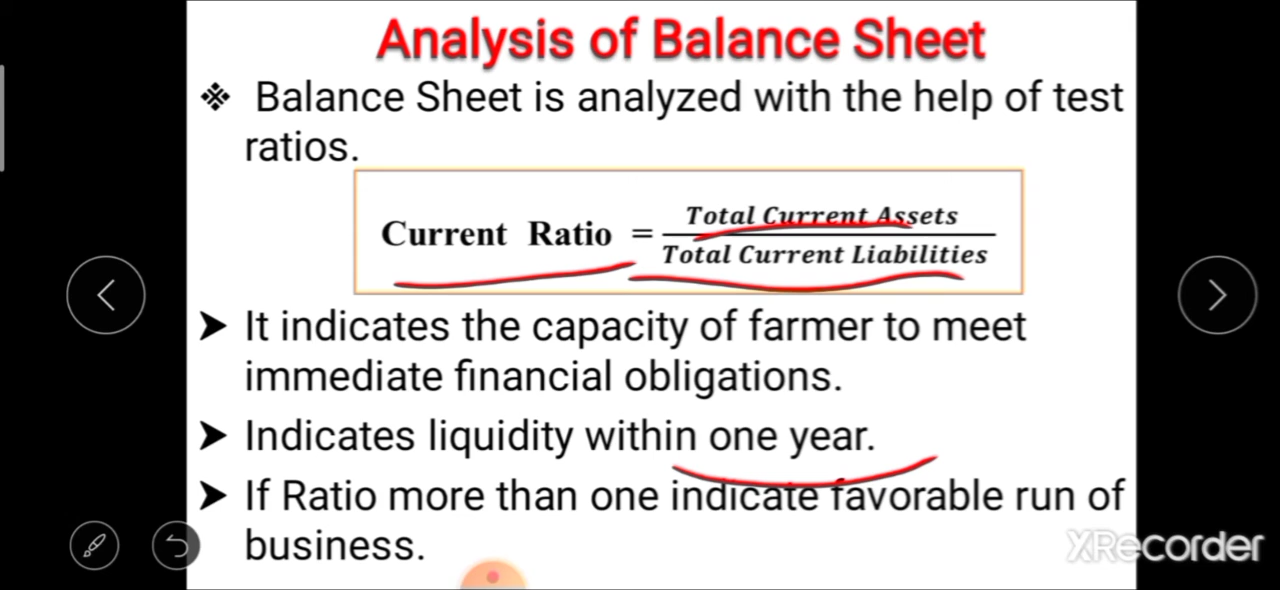 Analysis of Balance Sheet
❖ Balance Sheet is analyzed with the help of test
ratios.
Current Ratio = Total Current Assets / Total Current Liabilities
➤ It indicates the capacity of farmer to meet
immediate financial obligations.
➤ Indicates liquidity within one year.
➤ If Ratio more than one indicate favorable run of
business.
XRecorder